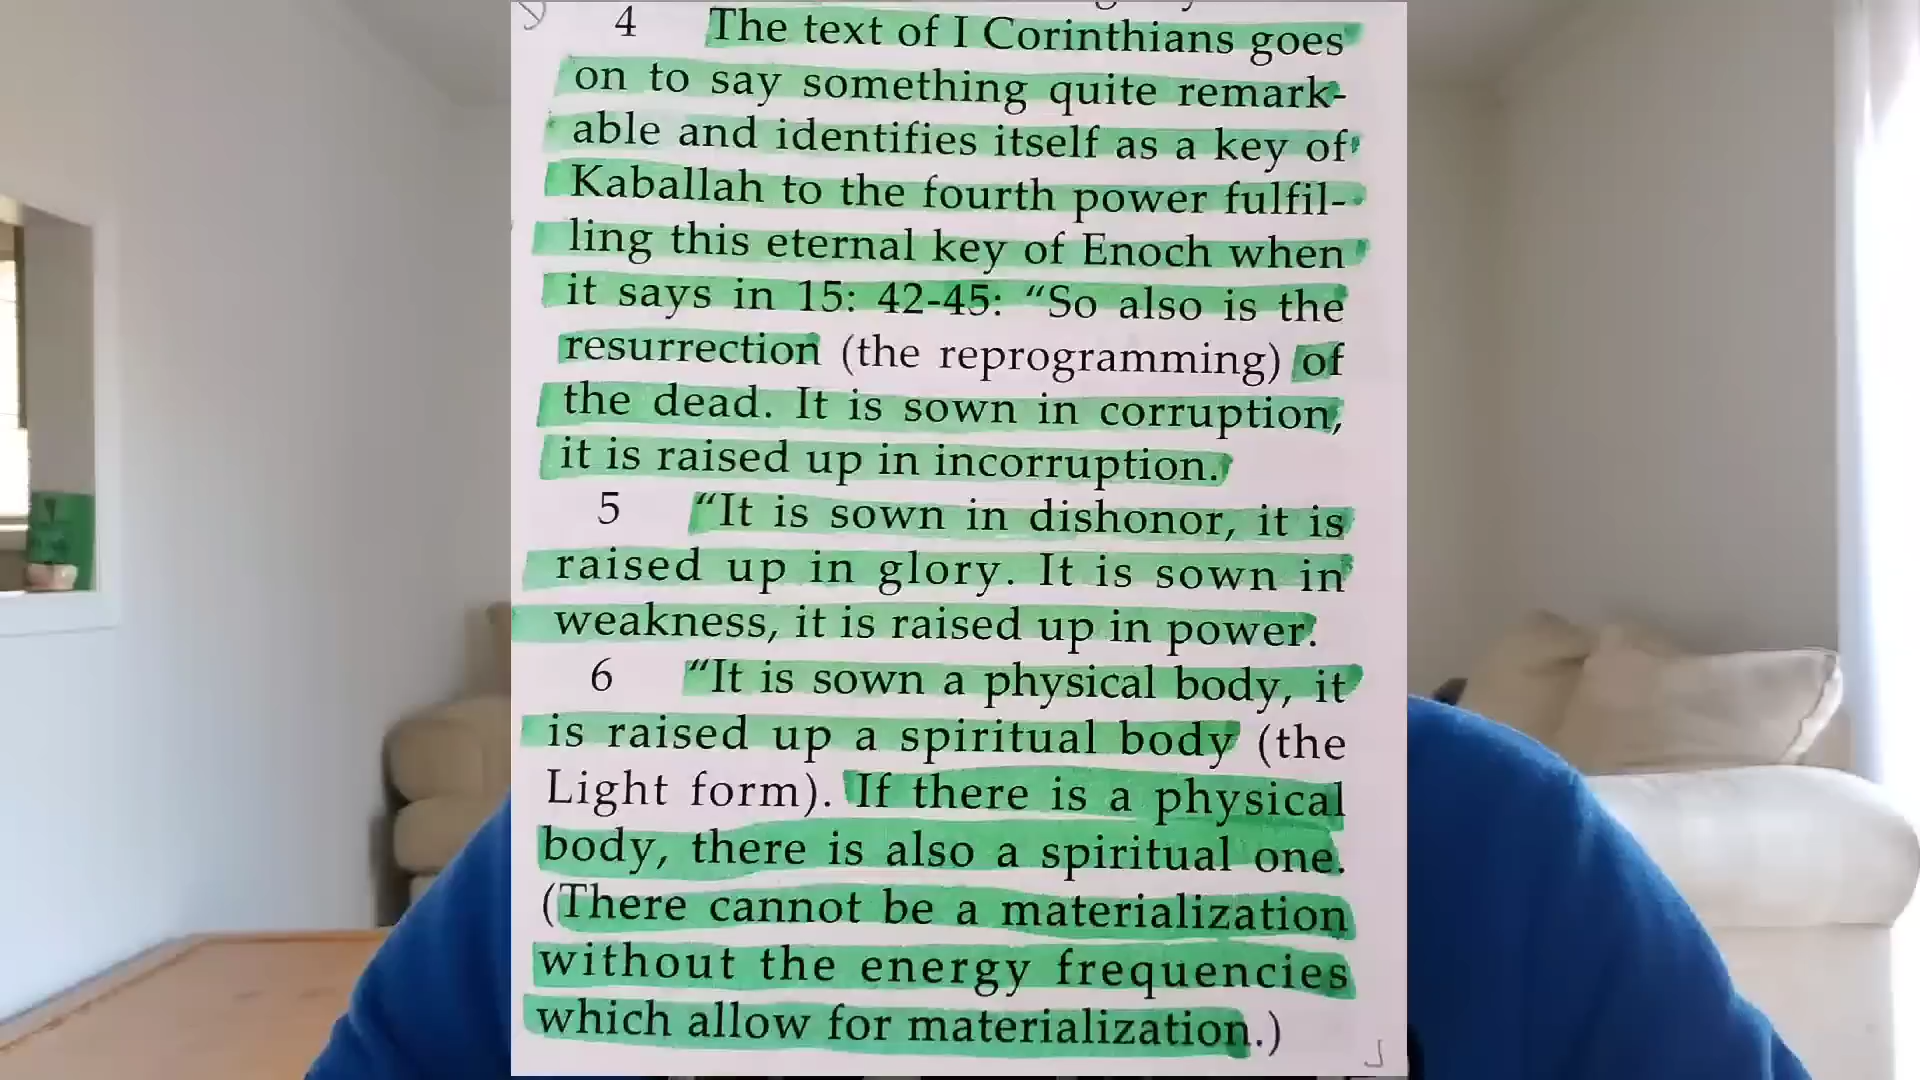 4 The text of I Corinthians goes
on to say something quite remark-
able and identifies itself as a key of
Kaballah to the fourth power fulfil-
ling this eternal key of Enoch when
it says in 15: 42-45: “So also is the
resurrection (the reprogramming) of
the dead. It is sown in corruption,
it is raised up in incorruption.
5 “It is sown in dishonor, it is
raised up in glory. It is sown in
weakness, it is raised up in power.
6 “It is sown a physical body, it
is raised up a spiritual body (the
Light form). If there is a physical
body, there is also a spiritual one.
(There cannot be a materialization
without the energy frequencies
which allow for materialization.)